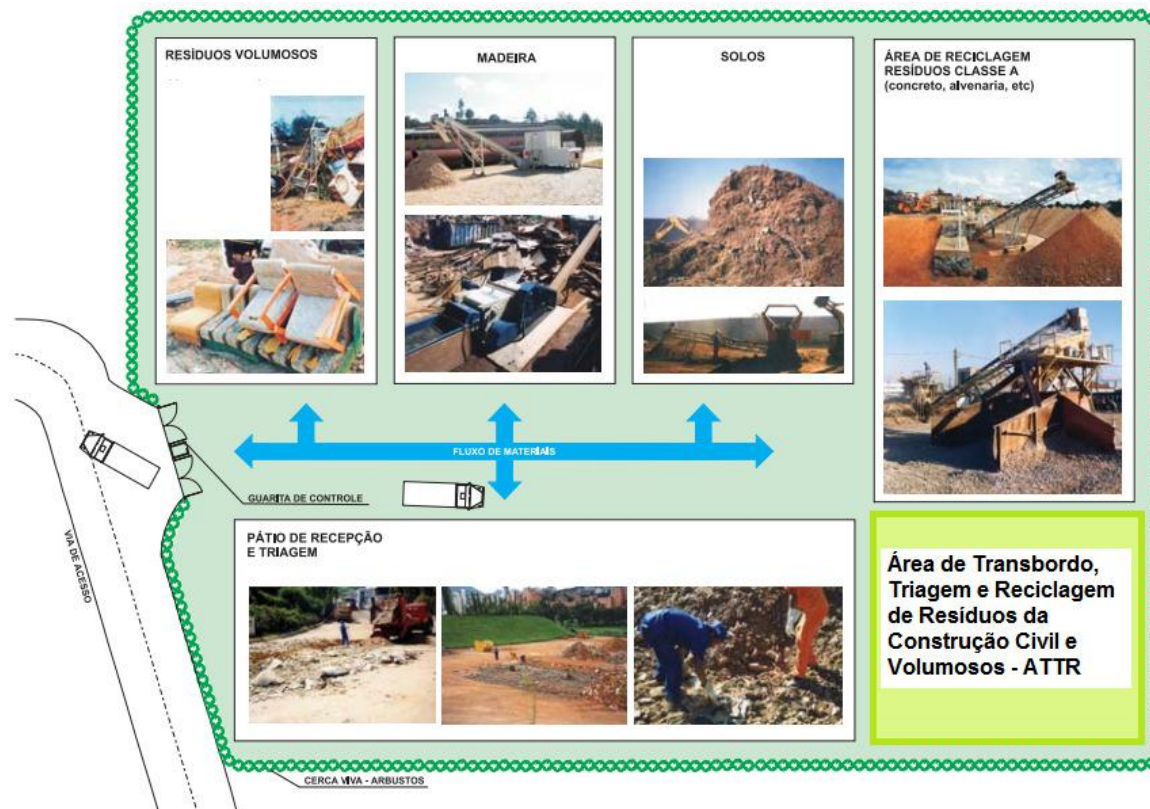 RESÍDUOS VOLUMOSOS
MADEIRA
SOLOS
ÁREA DE RECICLAGEM
RESÍDUOS CLASSE A
(concreto, alvenaria, etc)
FLUXO DE MATERIAIS
GUARITA DE CONTROLE
VIA DE ACESSO
PÁTIO DE RECEPÇÃO
E TRIAGEM
Área de Transbordo,
Triagem e Reciclagem
de Resíduos da
Construção Civil e
Volumosos - ATTR
CERCA VIVA - ARBUSTOS